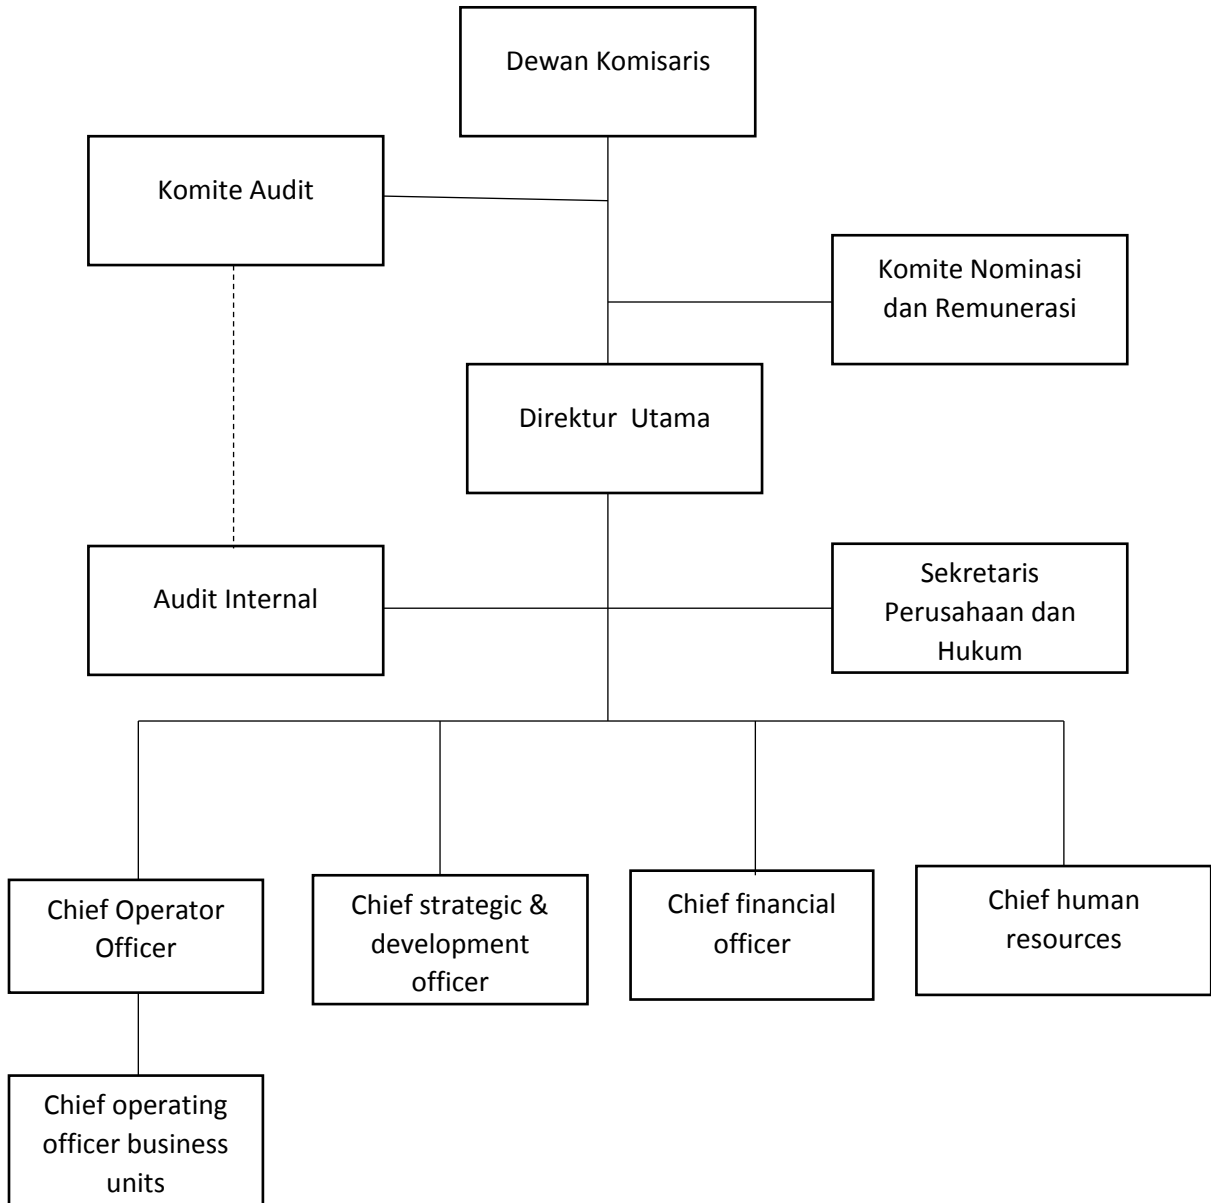 Dewan Komisaris
Komite Audit
Komite Nominasi
dan Remunerasi
Direktur  Utama
Audit Internal
Sekretaris
Perusahaan dan
Hukum
Chief Operator
Officer
Chief strategic &
development
officer
Chief financial
officer
Chief human
resources
Chief operating
officer business
units